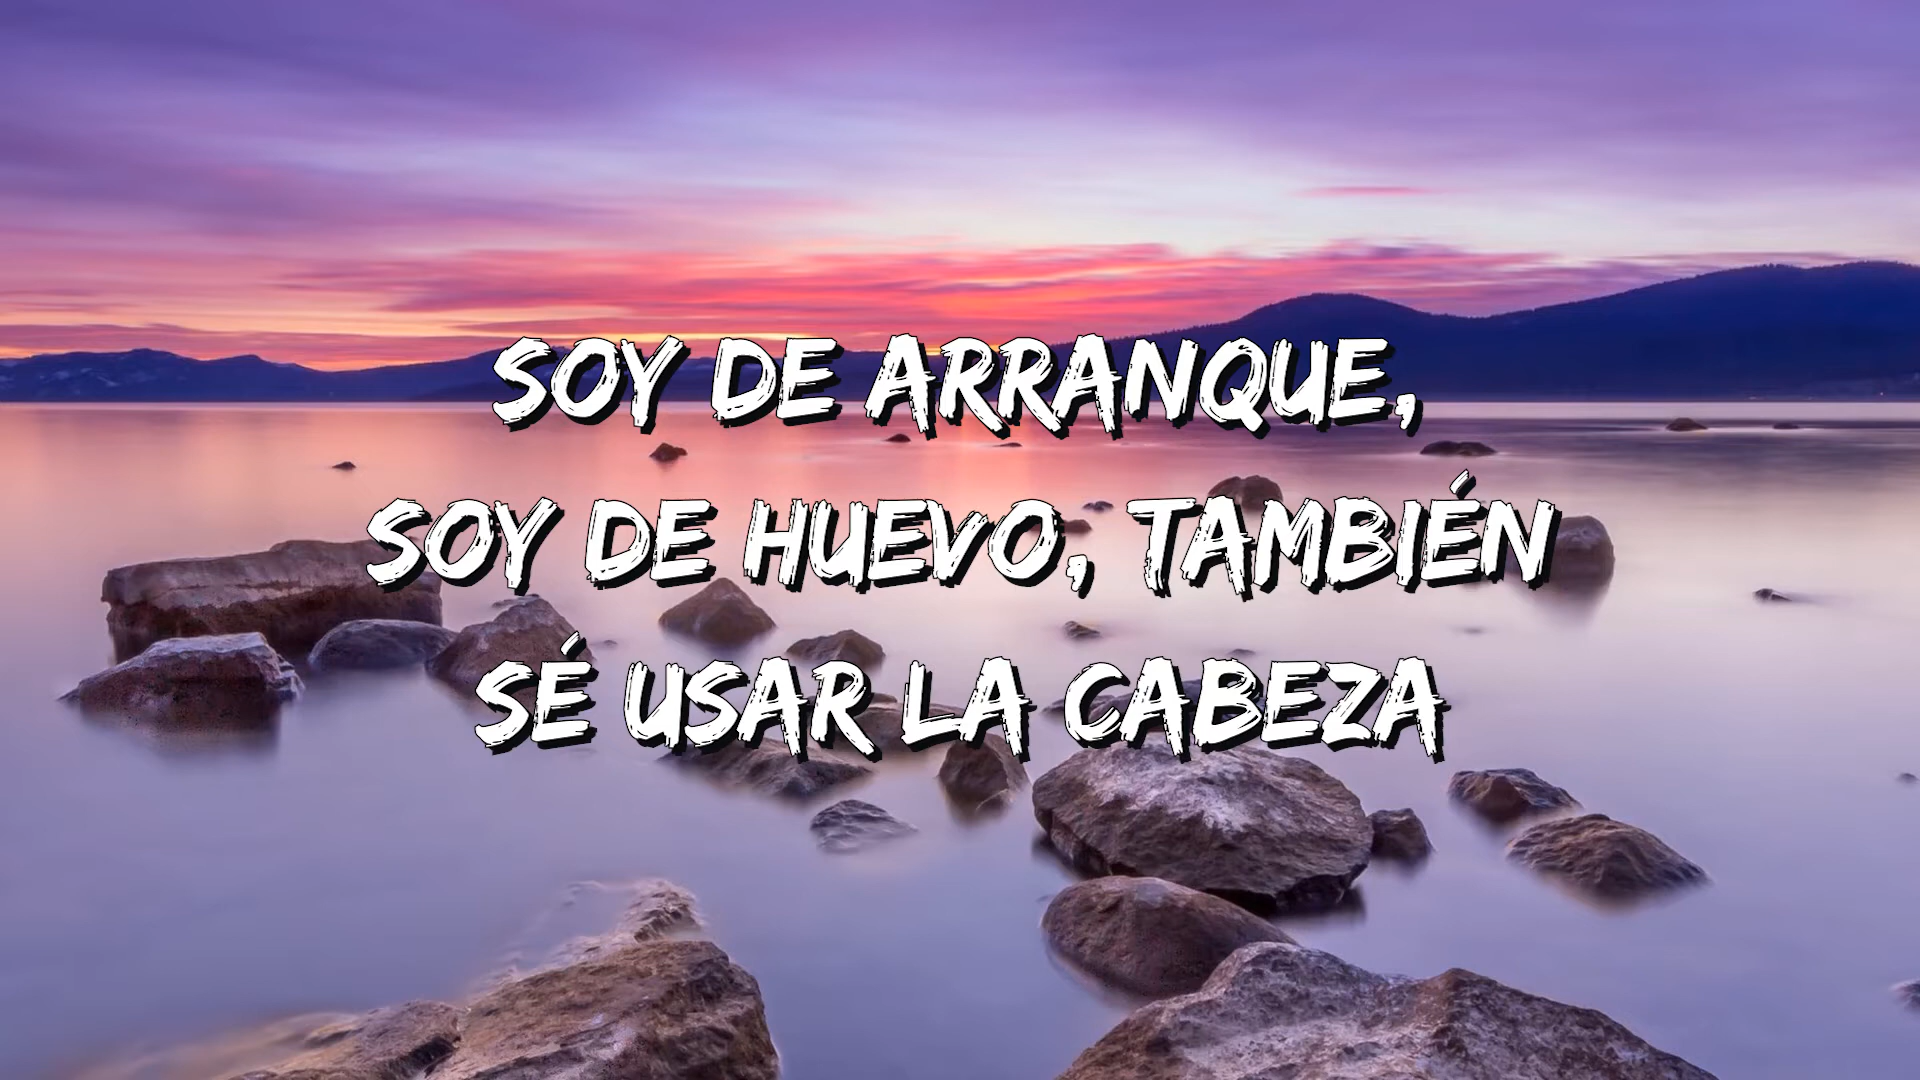 SOY DE ARRANQUE,
SOY DE HUEVO, TAMBIÉN
SÉ USAR LA CABEZA